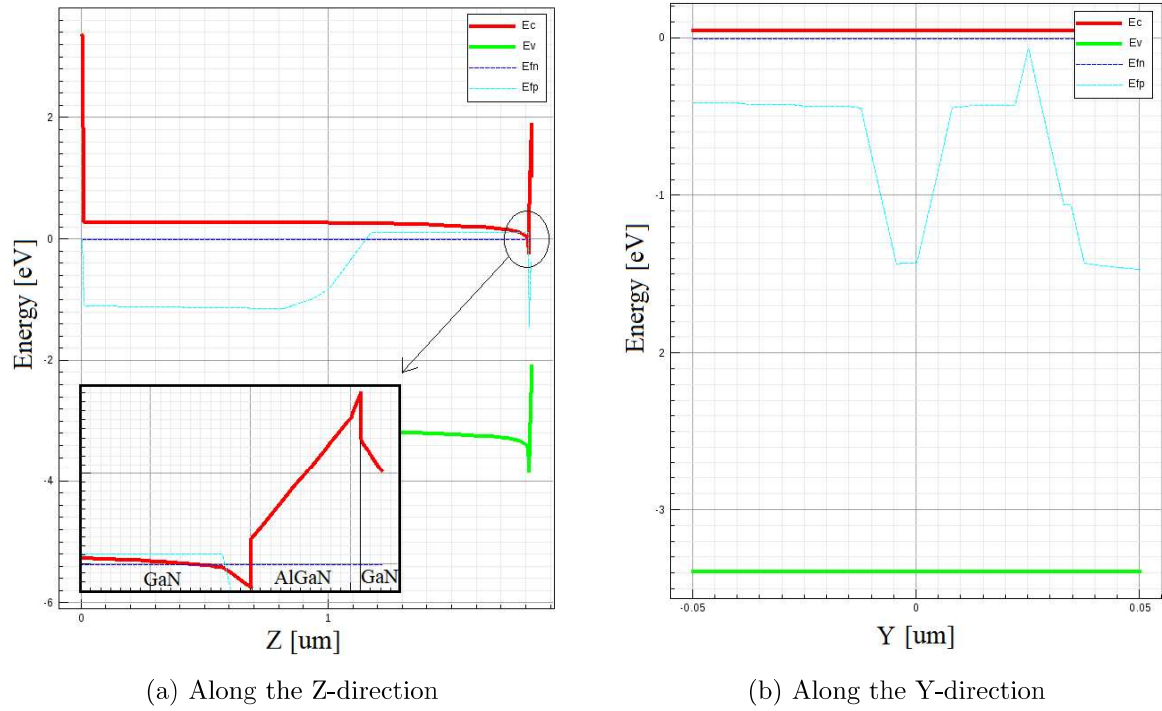 Ec
Ev
Efn
Efp
2
0
-2
-4
-6
Energy [eV]
GaN
AlGaN
GaN
0
1
Z [um]
(a) Along the Z-direction
Ec
Ev
Efn
Efp
0
-1
2
-3
Energy [eV]
-0.05
0
0.05
Y [um]
(b) Along the Y-direction